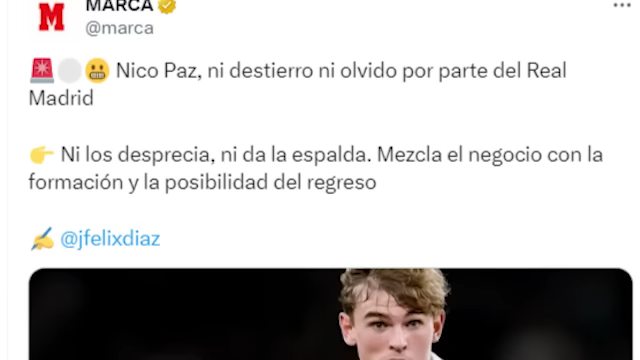 MARCA
@marca
🚨⚪😬 Nico Paz, ni destierro ni olvido por parte del Real
Madrid
👉 Ni los desprecia, ni da la espalda. Mezcla el negocio con la
formación y la posibilidad del regreso
✍️ @jfelixdiaz